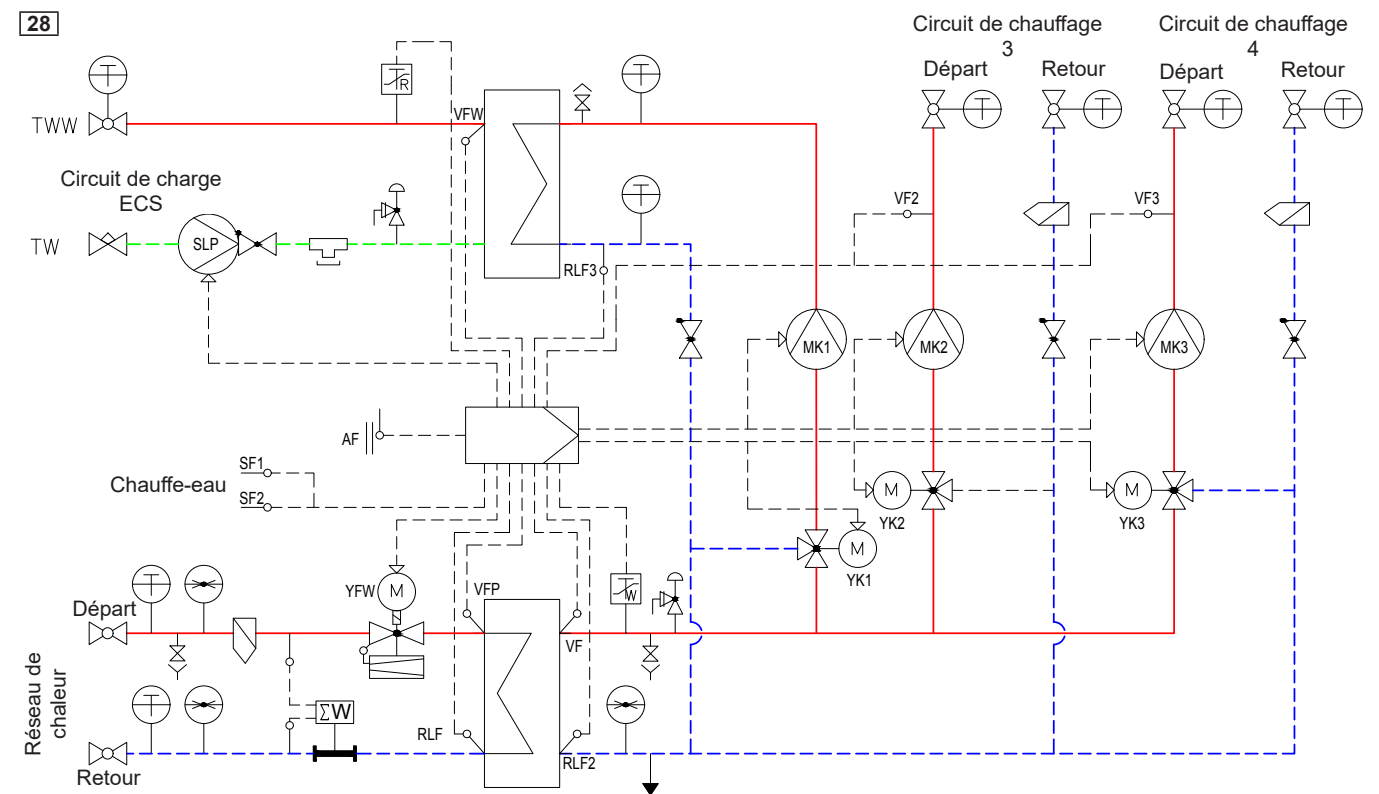 28
Circuit de chauffage
3
Circuit de chauffage
4
Départ
Retour
Départ
Retour
T
T
T
T
T
T
T
R
TWW
VFW
Circuit de charge
ECS
T
VF2
VF3
TW
SLP
RLF3
MK1
MK2
MK3
AF
SF1
Chauffe-eau
SF2
M
YK2
M
YK3
M
YK1
T
YFW
M
VFP
W
Départ
VF
Réseau de
chaleur
T
ΣW
RLF
RLF2
Retour